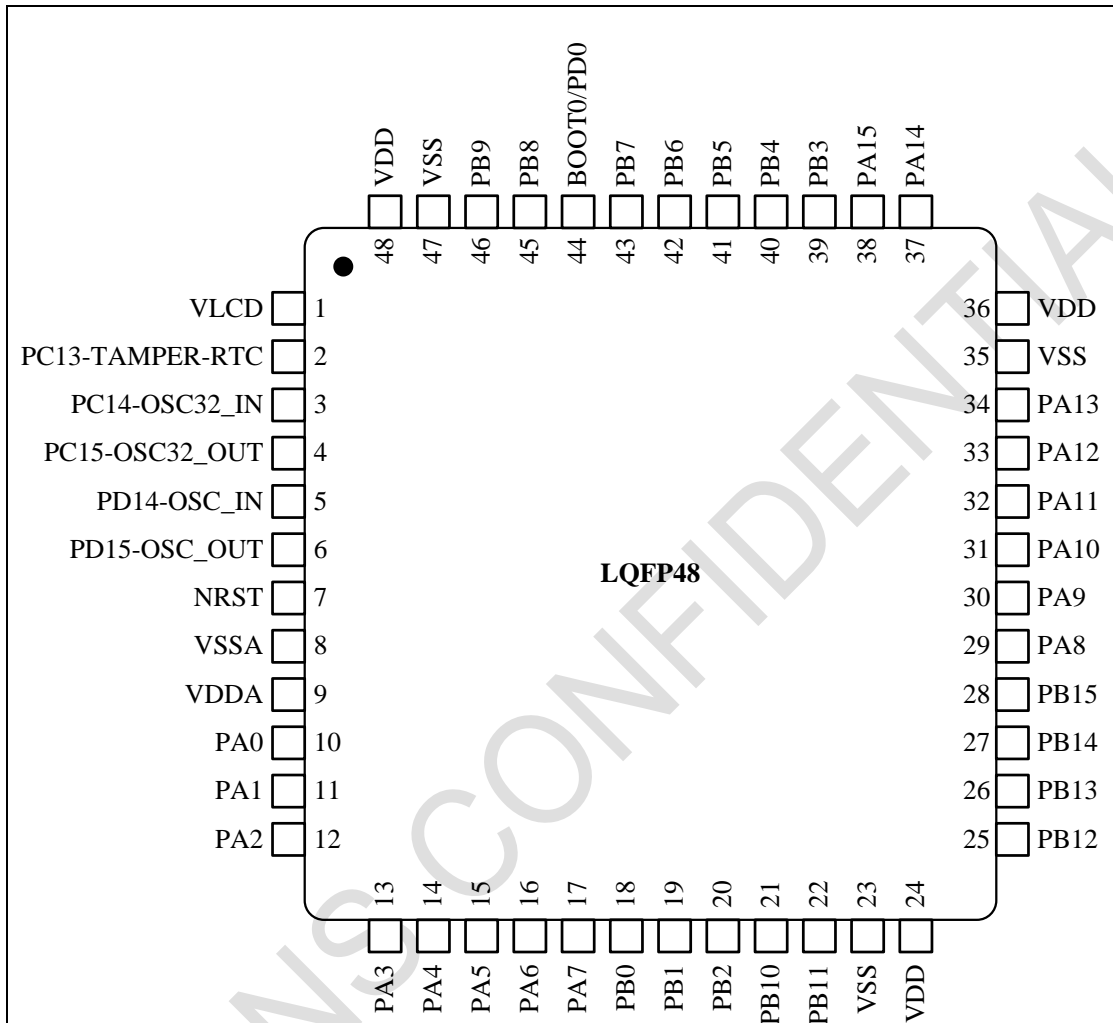 VDD
VSS
PB9
PB8
BOOT0/PD0
PB7
PB6
PB5
PB4
PB3
PA15
PA14
48
47
46
45
44
43
42
41
40
39
38
37
VLCD 1
PC13-TAMPER-RTC 2
PC14-OSC32_IN 3
PC15-OSC32_OUT 4
PD14-OSC_IN 5
PD15-OSC_OUT 6
NRST 7
VSSA 8
VDDA 9
PA0 10
PA1 11
PA2 12
LQFP48
36 VDD
35 VSS
34 PA13
33 PA12
32 PA11
31 PA10
30 PA9
29 PA8
28 PB15
27 PB14
26 PB13
25 PB12
13
14
15
16
17
18
19
20
21
22
23
24
PA3
PA4
PA5
PA6
PA7
PB0
PB1
PB2
PB10
PB11
VSS
VDD
NS CONFIDENTIAL